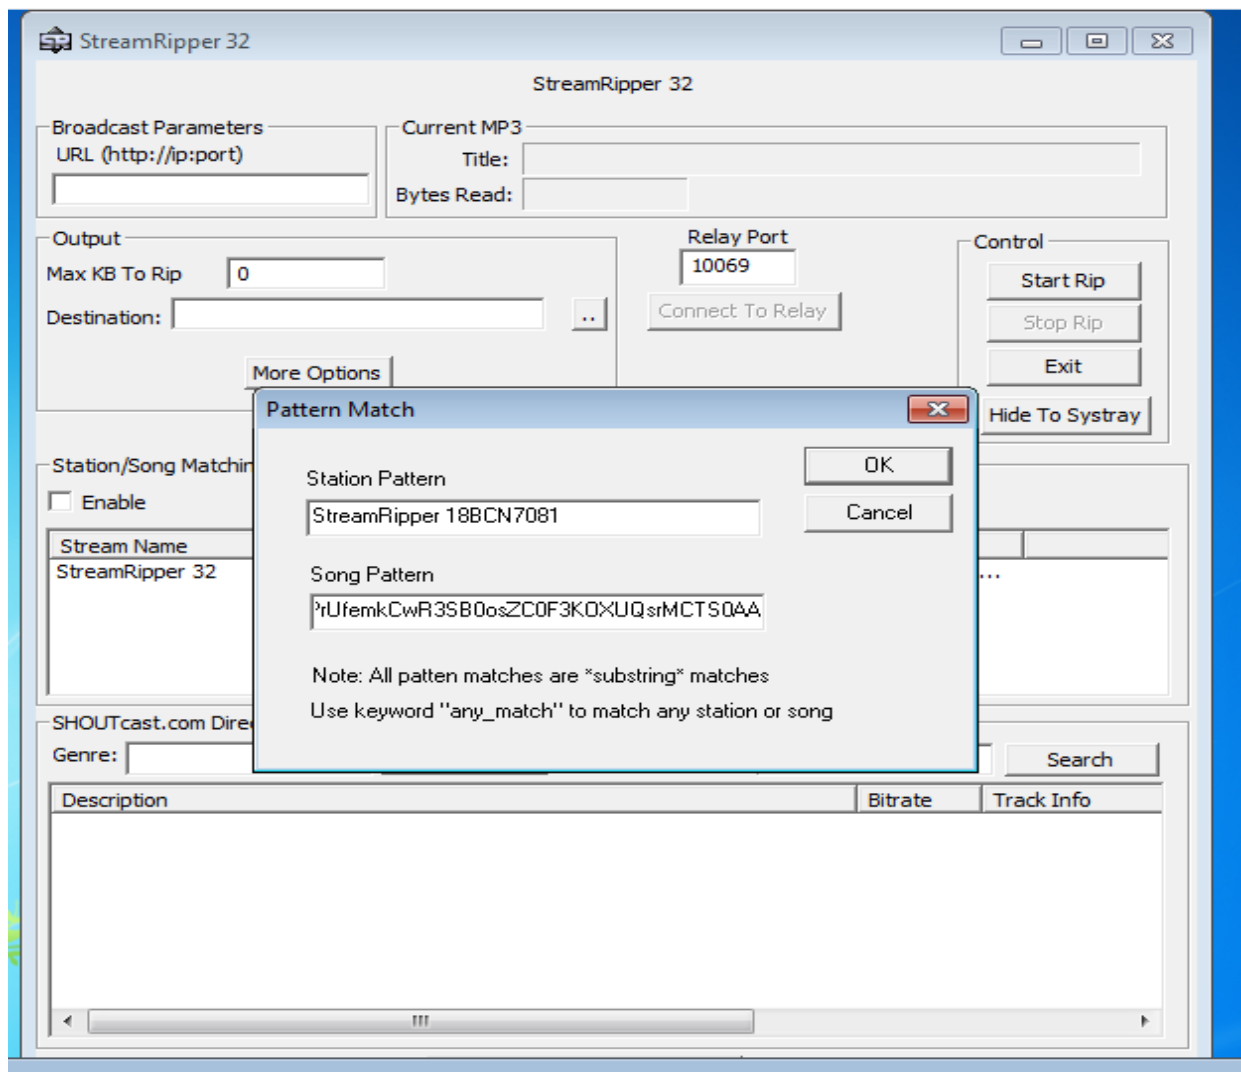 StreamRipper 32
StreamRipper 32
Broadcast Parameters
URL (http://ip:port)
Current MP3
Title:
Bytes Read:
Output
Max KB To Rip 0
Destination: ..
More Options
Relay Port
10069
Connect To Relay
Control
Start Rip
Stop Rip
Exit
Hide To Systray
Station/Song Matchin
Enable
Stream Name
StreamRipper 32
...
Pattern Match
Station Pattern
StreamRipper 18BCN7081
Song Pattern
rUfemkCwR3SB0osZC0F3KOXUQsrMCTS0AA
OK
Cancel
Note: All patten matches are *substring* matches
Use keyword "any_match" to match any station or song
SHOUTcast.com Dire
Genre:
Search
Description Bitrate Track Info